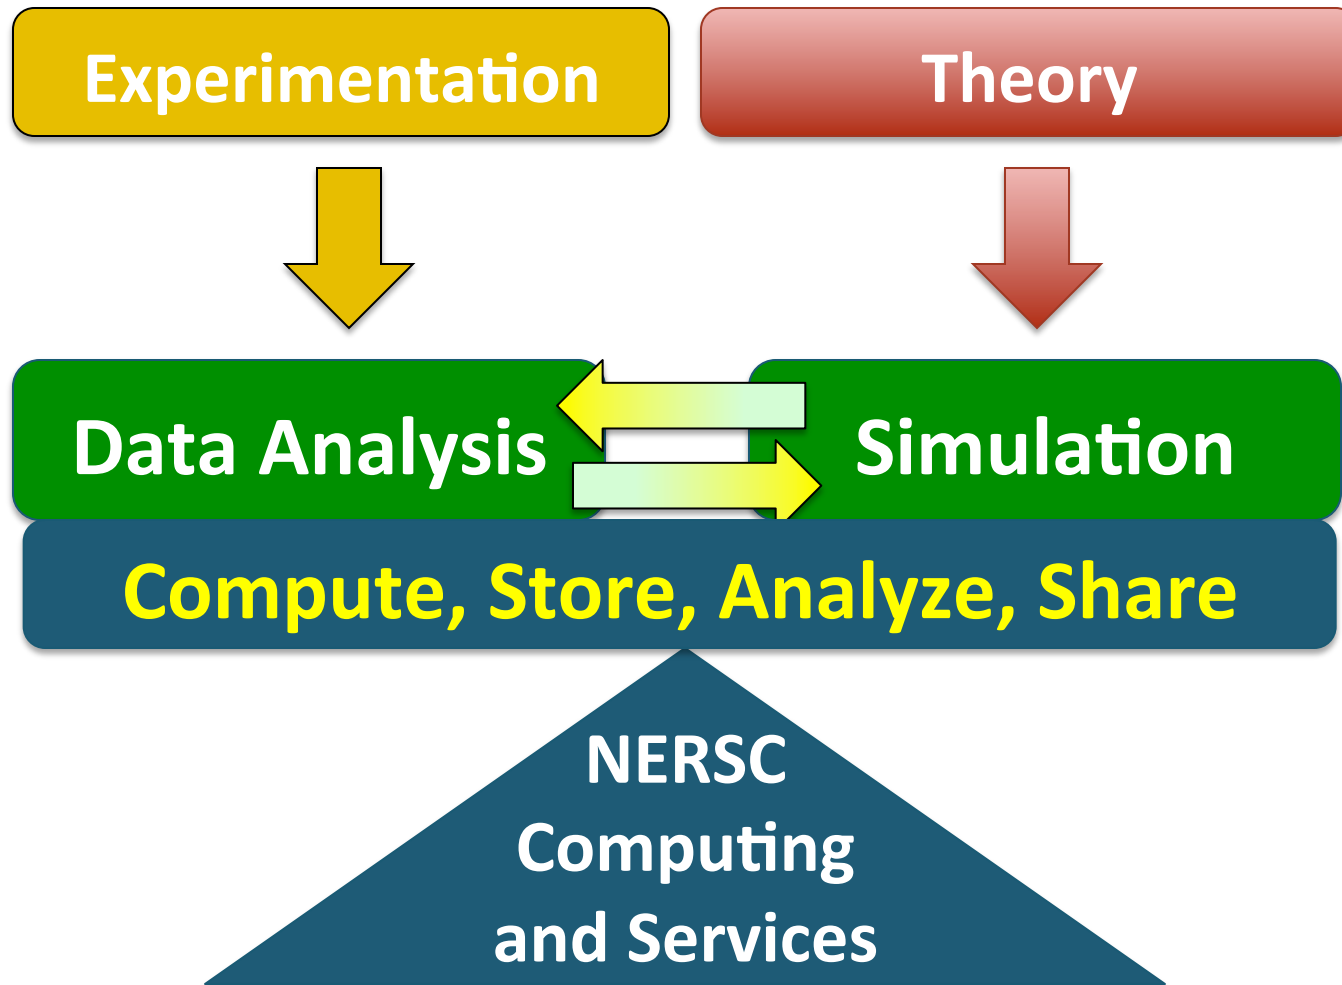 Experimentation
Theory
Data Analysis
Simulation
Compute, Store, Analyze, Share
NERSC
Computing
and Services